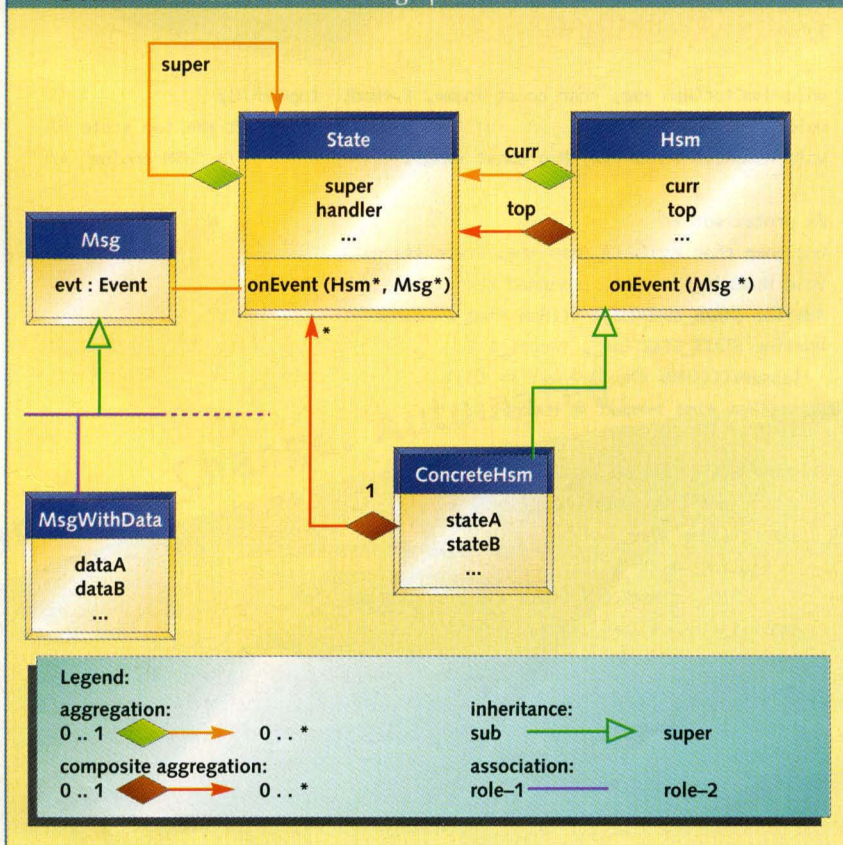 super
State
super
handler
...
onEvent (Hsm*, Msg*)
curr
top
Hsm
curr
top
...
onEvent (Msg *)
Msg
evt : Event
*
1
ConcreteHsm
stateA
stateB
...
MsgWithData
dataA
dataB
...
Legend:
aggregation:
0 .. 1 0 . . *
composite aggregation:
0 .. 1 0 . . *
inheritance:
sub super
association:
role–1 role–2